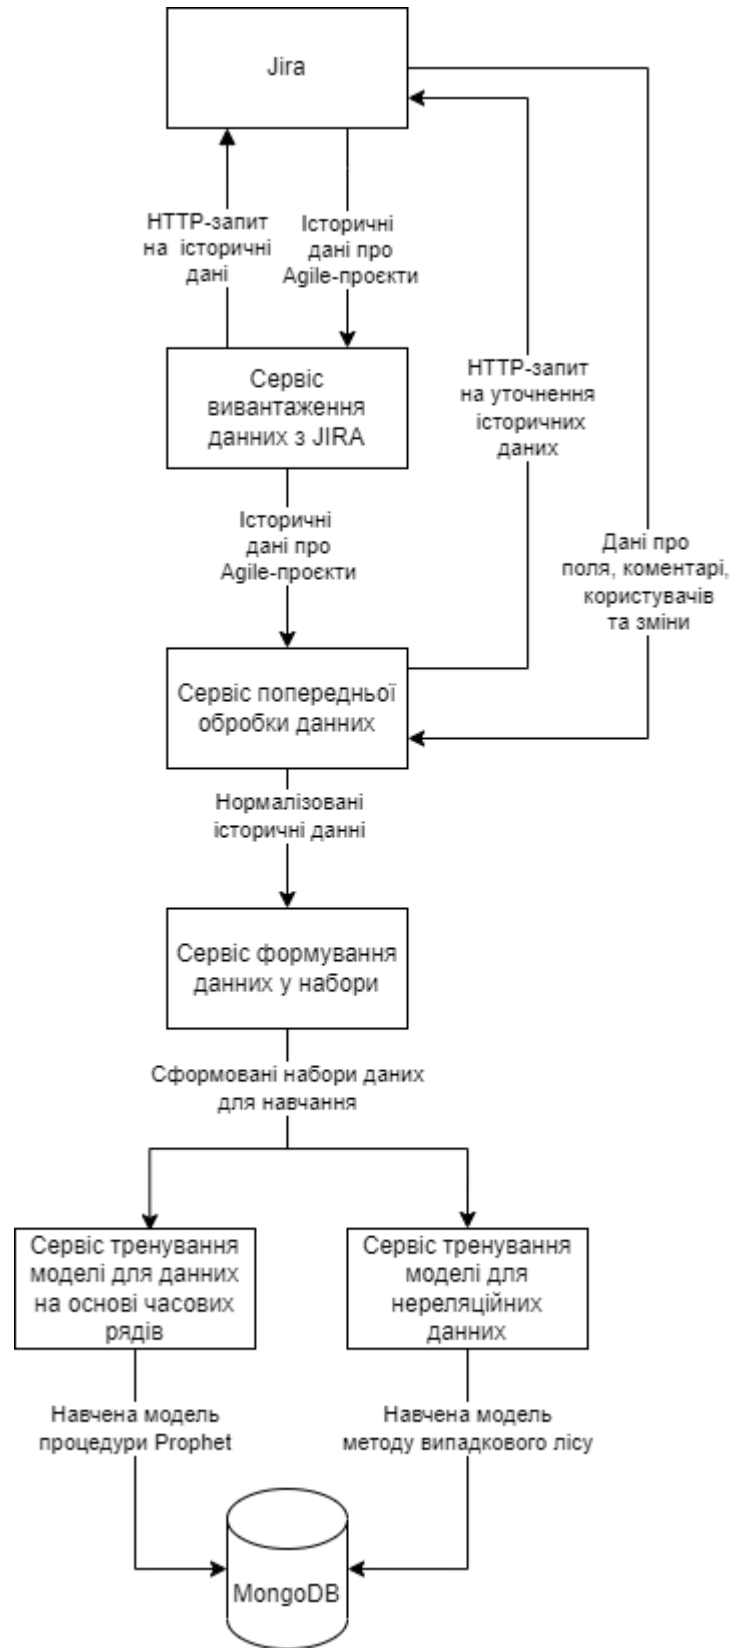 Jira
HTTP-запит
на історичні
дані
Історичні
дані про
Agile-проєкти
Сервіс
вивантаження
данних з JIRA
HTTP-запит
на уточнення
історичних
даних
Історичні
дані про
Agile-проєкти
Дані про
поля, коментарі,
користувачів
та зміни
Сервіс попередньої
обробки данних
Нормалізовані
історичні данні
Сервіс формування
данних у набори
Сформовані набори даних
для навчання
Сервіс тренування
моделі для данних
на основі часових
рядів
Сервіс тренування
моделі для
нереляційних
данних
Навчена модель
процедури Prophet
Навчена модель
методу випадкового лісу
MongoDB